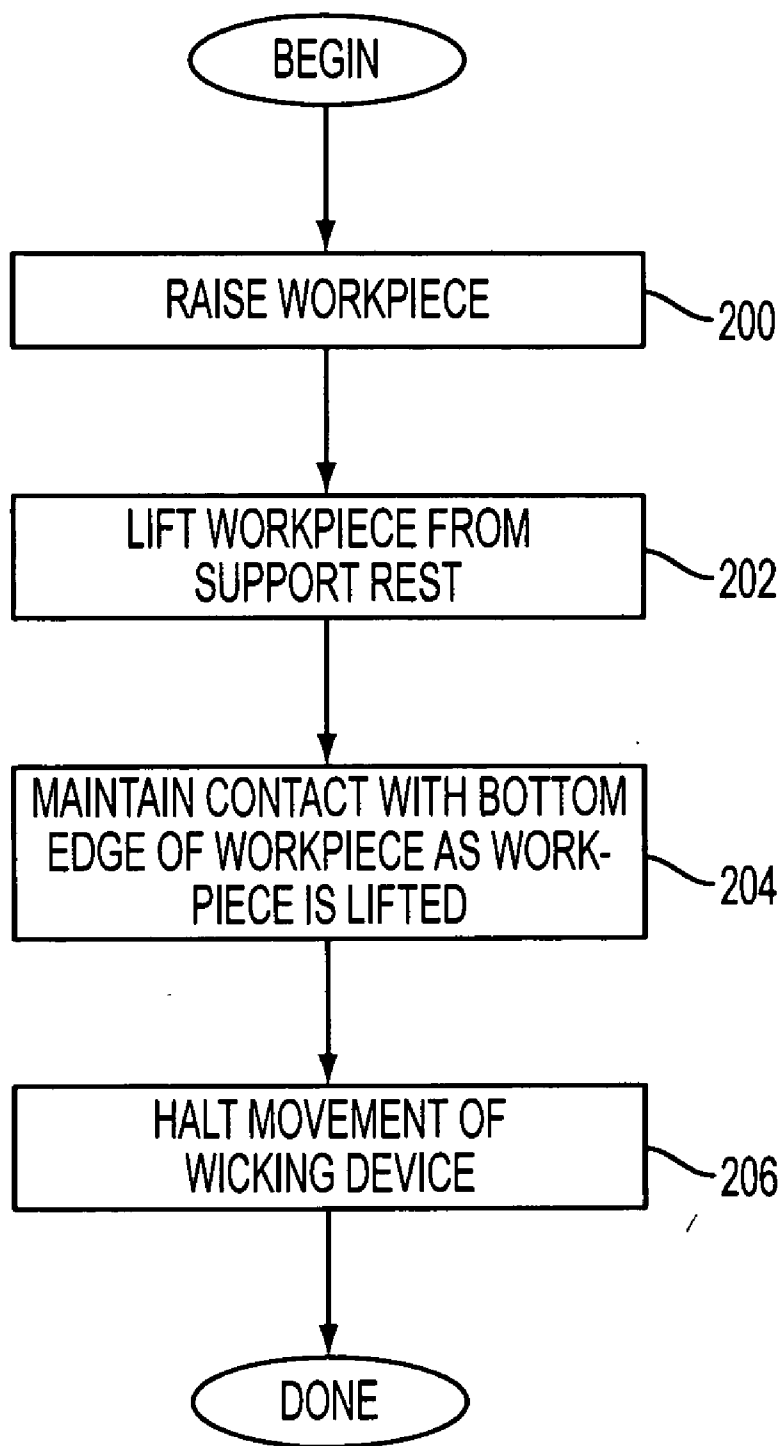 BEGIN
RAISE WORKPIECE
200
LIFT WORKPIECE FROM
SUPPORT REST
202
MAINTAIN CONTACT WITH BOTTOM
EDGE OF WORKPIECE AS WORK-
PIECE IS LIFTED
204
HALT MOVEMENT OF
WICKING DEVICE
206
DONE